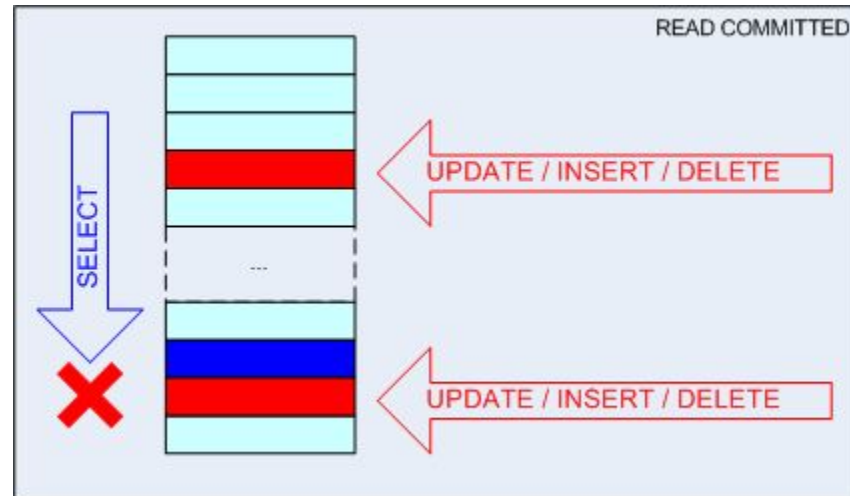 READ COMMITTED
UPDATE / INSERT / DELETE
SELECT
...
UPDATE / INSERT / DELETE